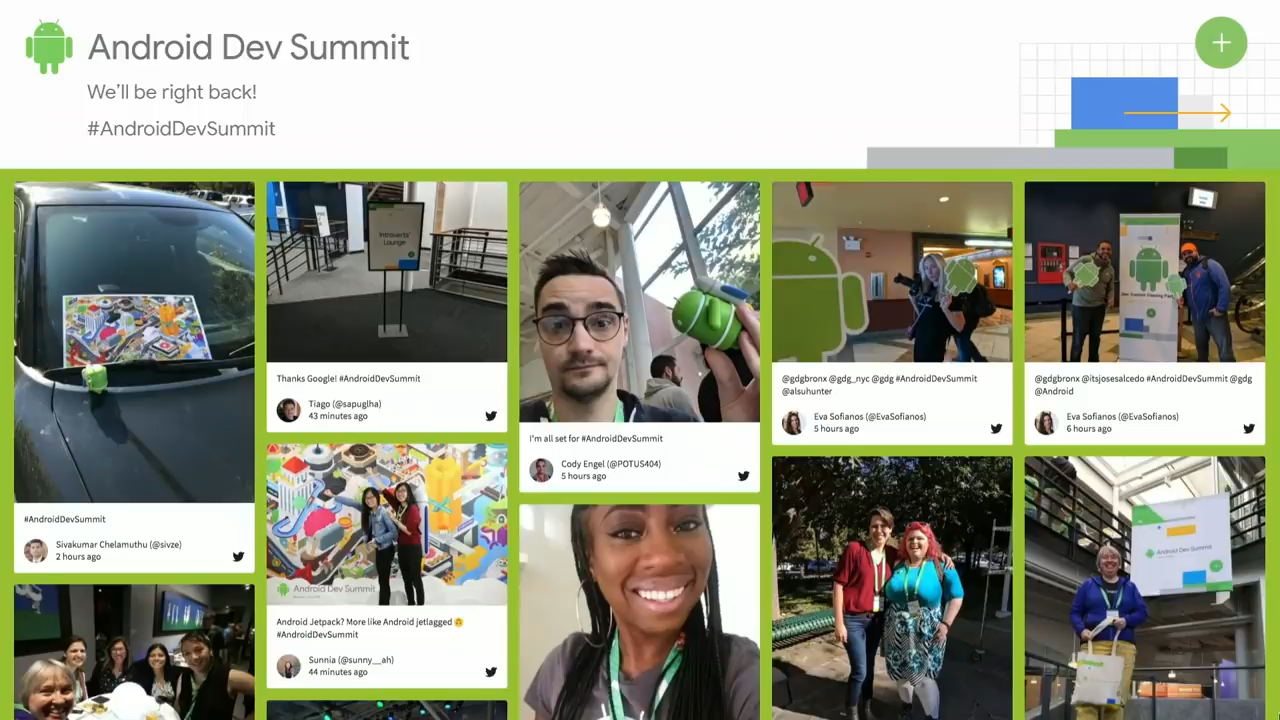 Android Dev Summit
We'll be right back!
#AndroidDevSummit
#AndroidDevSummit
Sivakumar Chelamuthu (@sivze)
2 hours ago
Introverts'
Lounge
Thanks Google! #AndroidDevSummit
Tiago (@sapuglha)
43 minutes ago
Android Dev Summit
Android Jetpack? More like Android jetlagged 🙃
#AndroidDevSummit
Sunnia (@sunny__ah)
44 minutes ago
I'm all set for #AndroidDevSummit
Cody Engel (@POTUS404)
5 hours ago
@gdgbronx @gdg_nyc @gdg #AndroidDevSummit
@alsuhunter
Eva Sofianos (@EvaSofianos)
5 hours ago
Dev Summit Viewing Party
@gdgbronx @itsjosesalcedo #AndroidDevSummit @gdg
@Android
Eva Sofianos (@EvaSofianos)
6 hours ago
Android Dev Summit